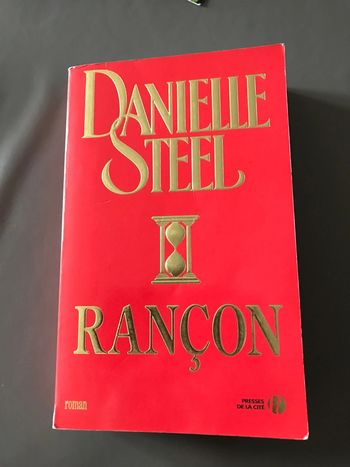 DANIELLE
STEEL
RANÇON
roman
PRESSES
DE LA CITÉ